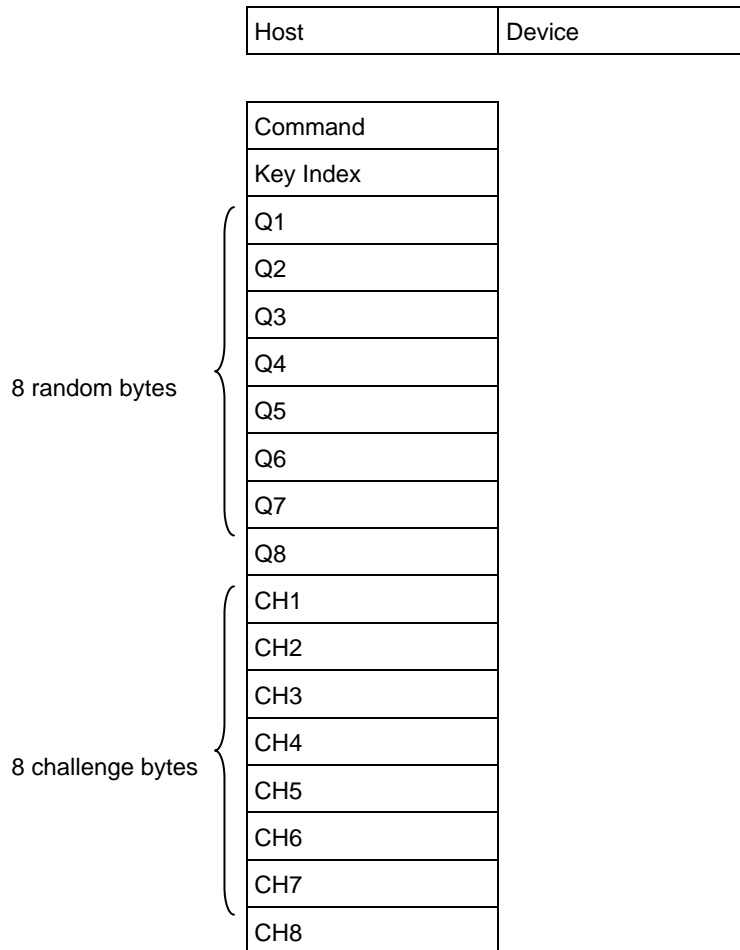 Host Device
Command
Key Index
Q1
Q2
Q3
Q4
8 random bytes
Q5
Q6
Q7
Q8
CH1
CH2
CH3
CH4
8 challenge bytes
CH5
CH6
CH7
CH8